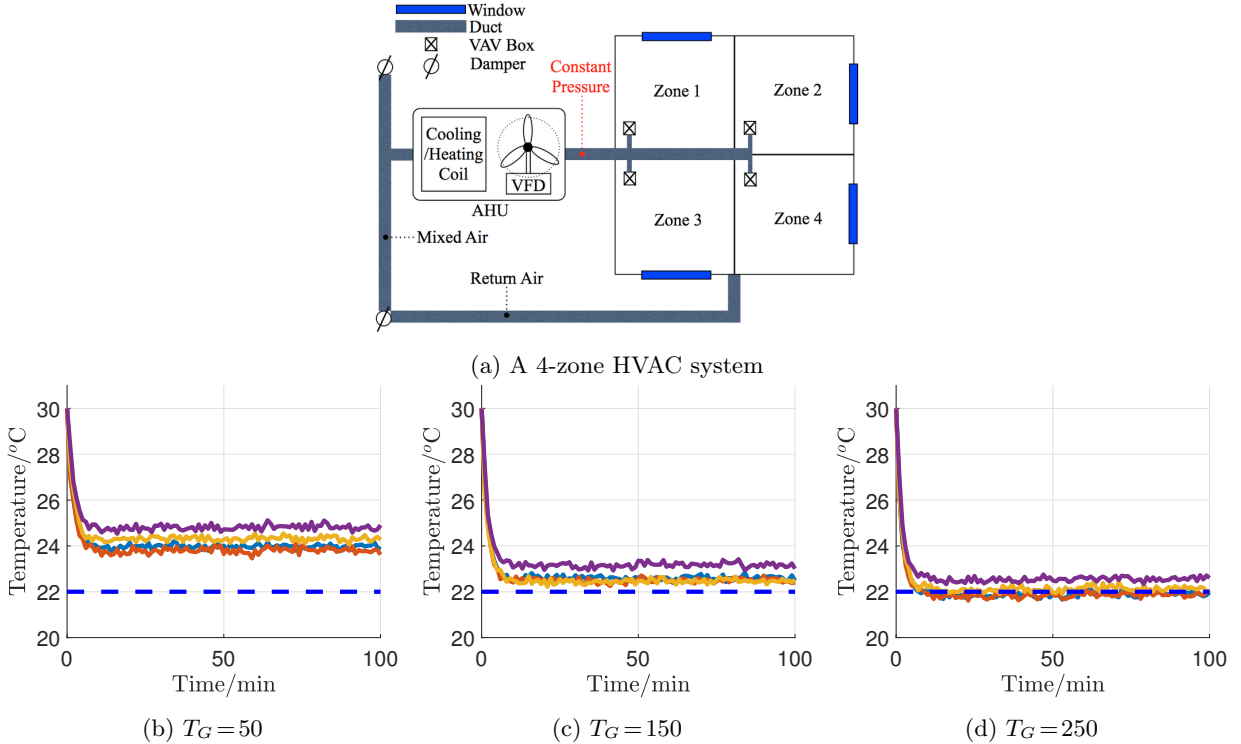 Window
Duct
VAV Box
Damper
Constant
Pressure
Zone 1
Zone 2
Cooling
/Heating
Coil
VFD
AHU
Zone 3
Zone 4
Mixed Air
Return Air
(a) A 4-zone HVAC system
Temperature/°C
30
28
26
24
22
20
0
50
100
Time/min
(b) T_G = 50
Temperature/°C
30
28
26
24
22
20
0
50
100
Time/min
(c) T_G = 150
Temperature/°C
30
28
26
24
22
20
0
50
100
Time/min
(d) T_G = 250